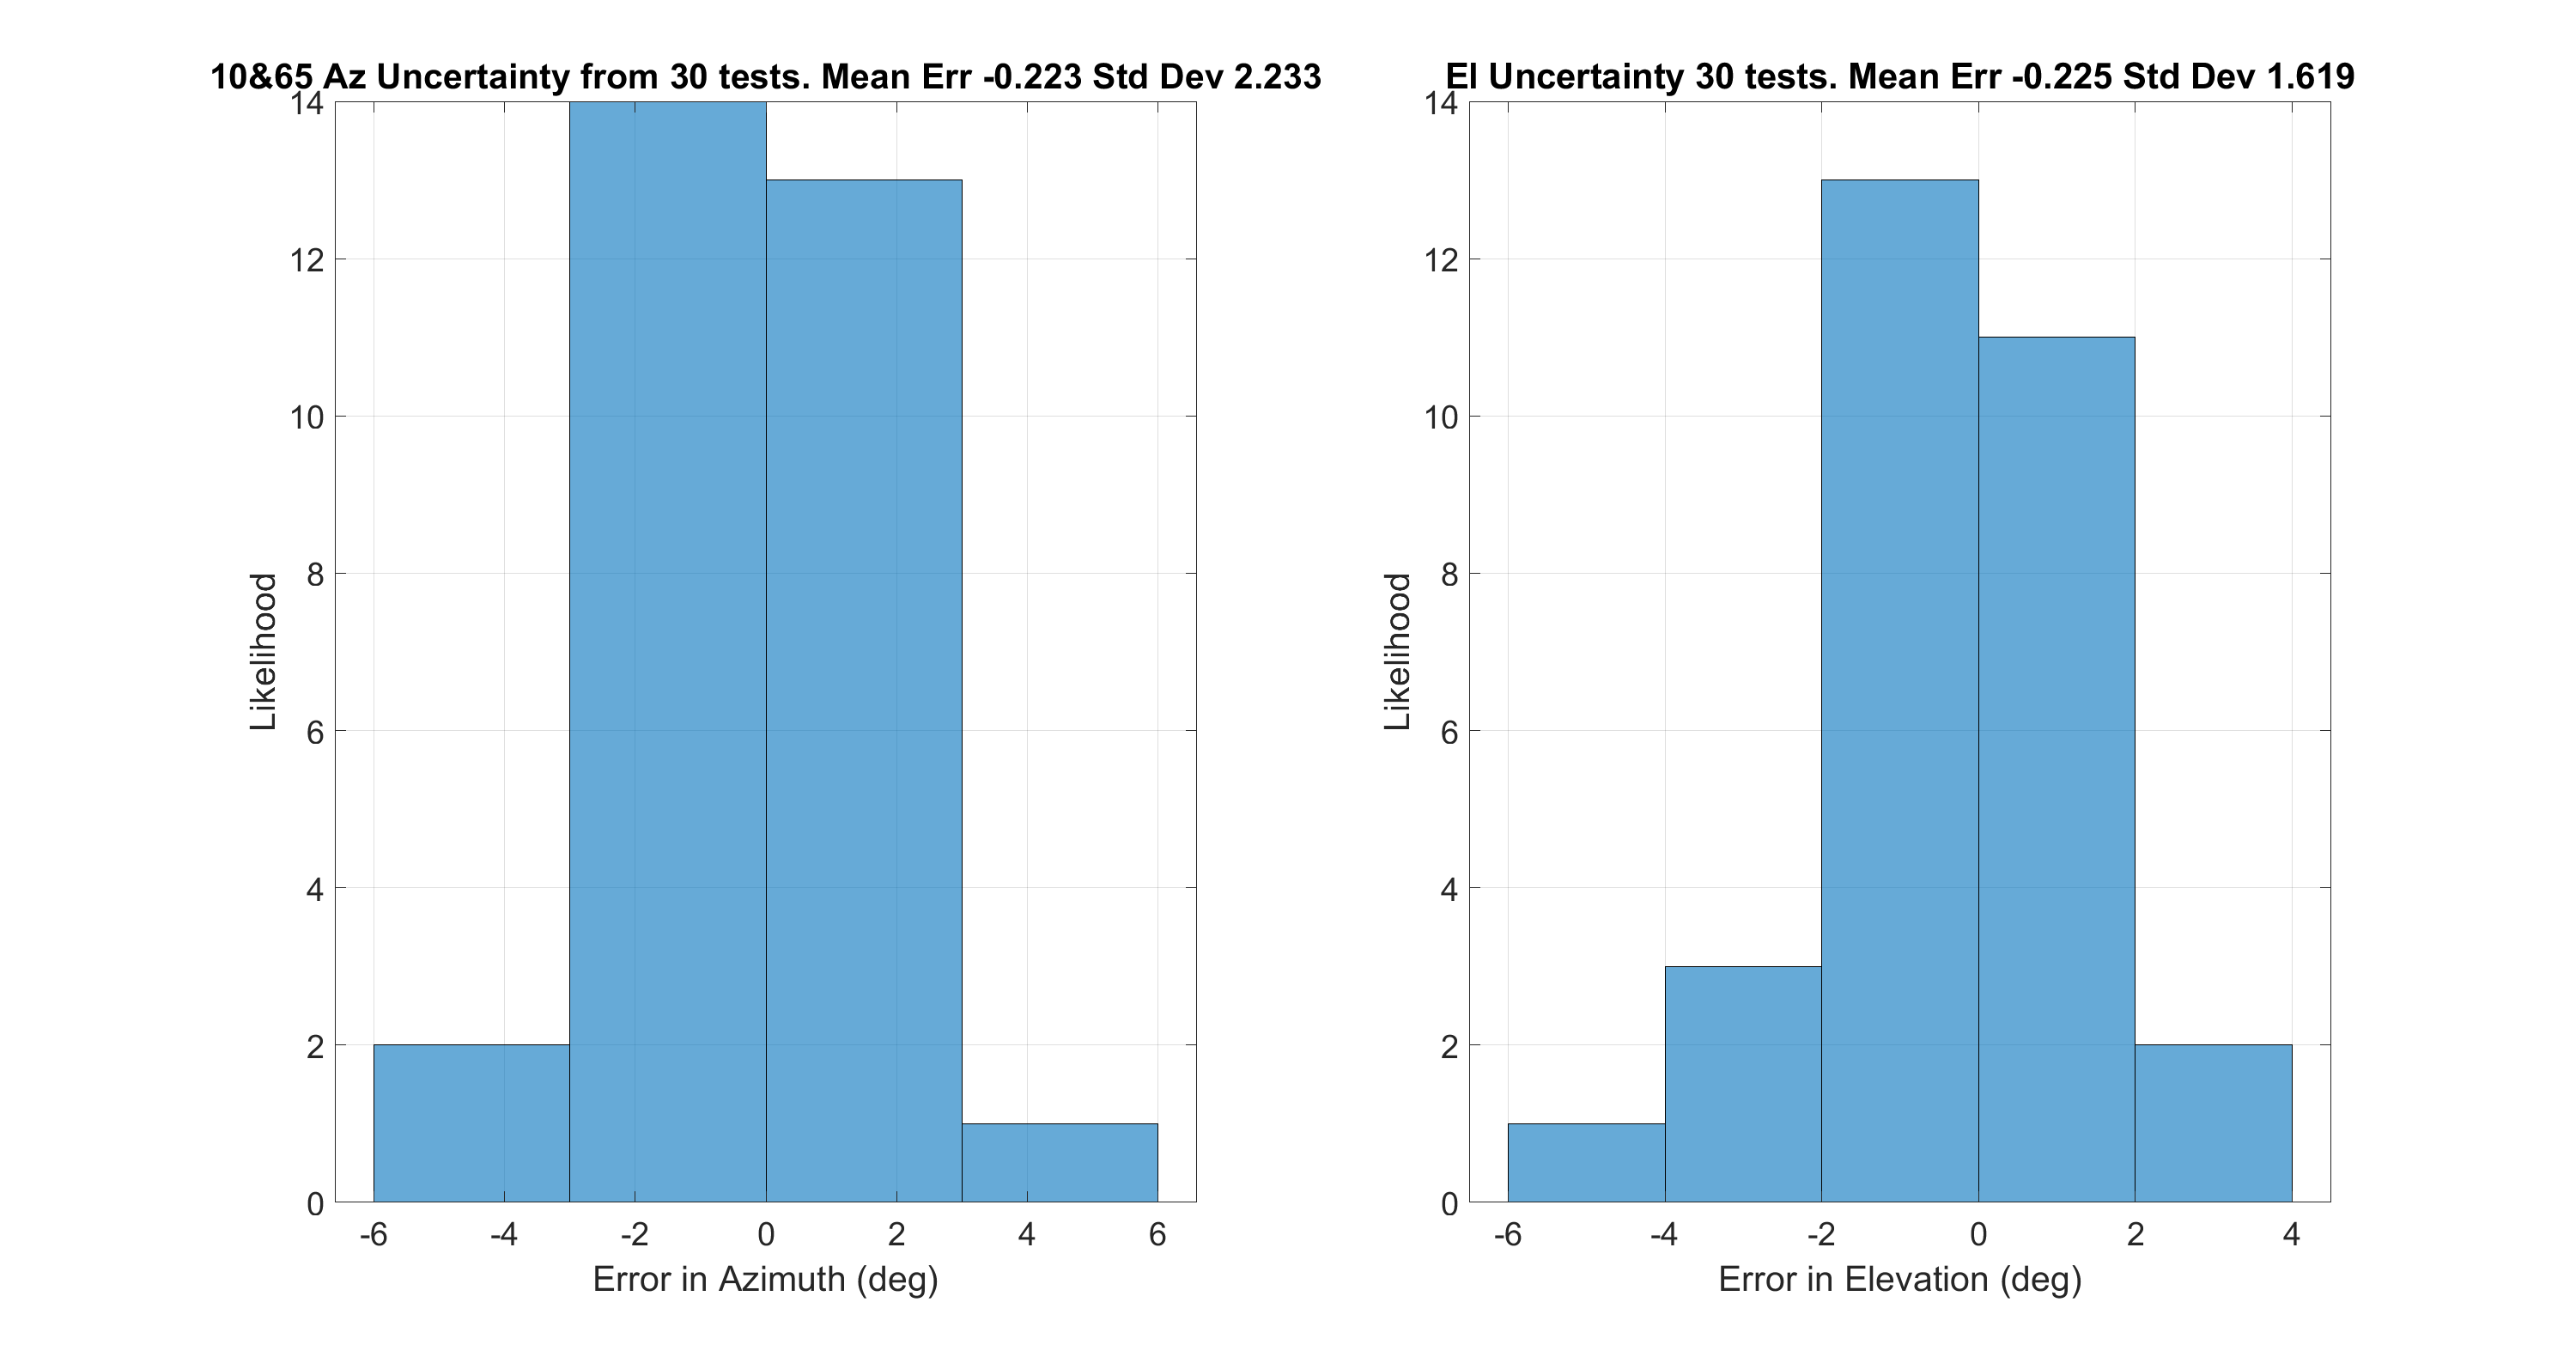 10&65 Az Uncertainty from 30 tests. Mean Err -0.223 Std Dev 2.233
14
12
10
8
6
4
2
0
Likelihood
-6 -4 -2 0 2 4 6
Error in Azimuth (deg)
El Uncertainty 30 tests. Mean Err -0.225 Std Dev 1.619
14
12
10
8
6
4
2
0
Likelihood
-6 -4 -2 0 2 4
Error in Elevation (deg)